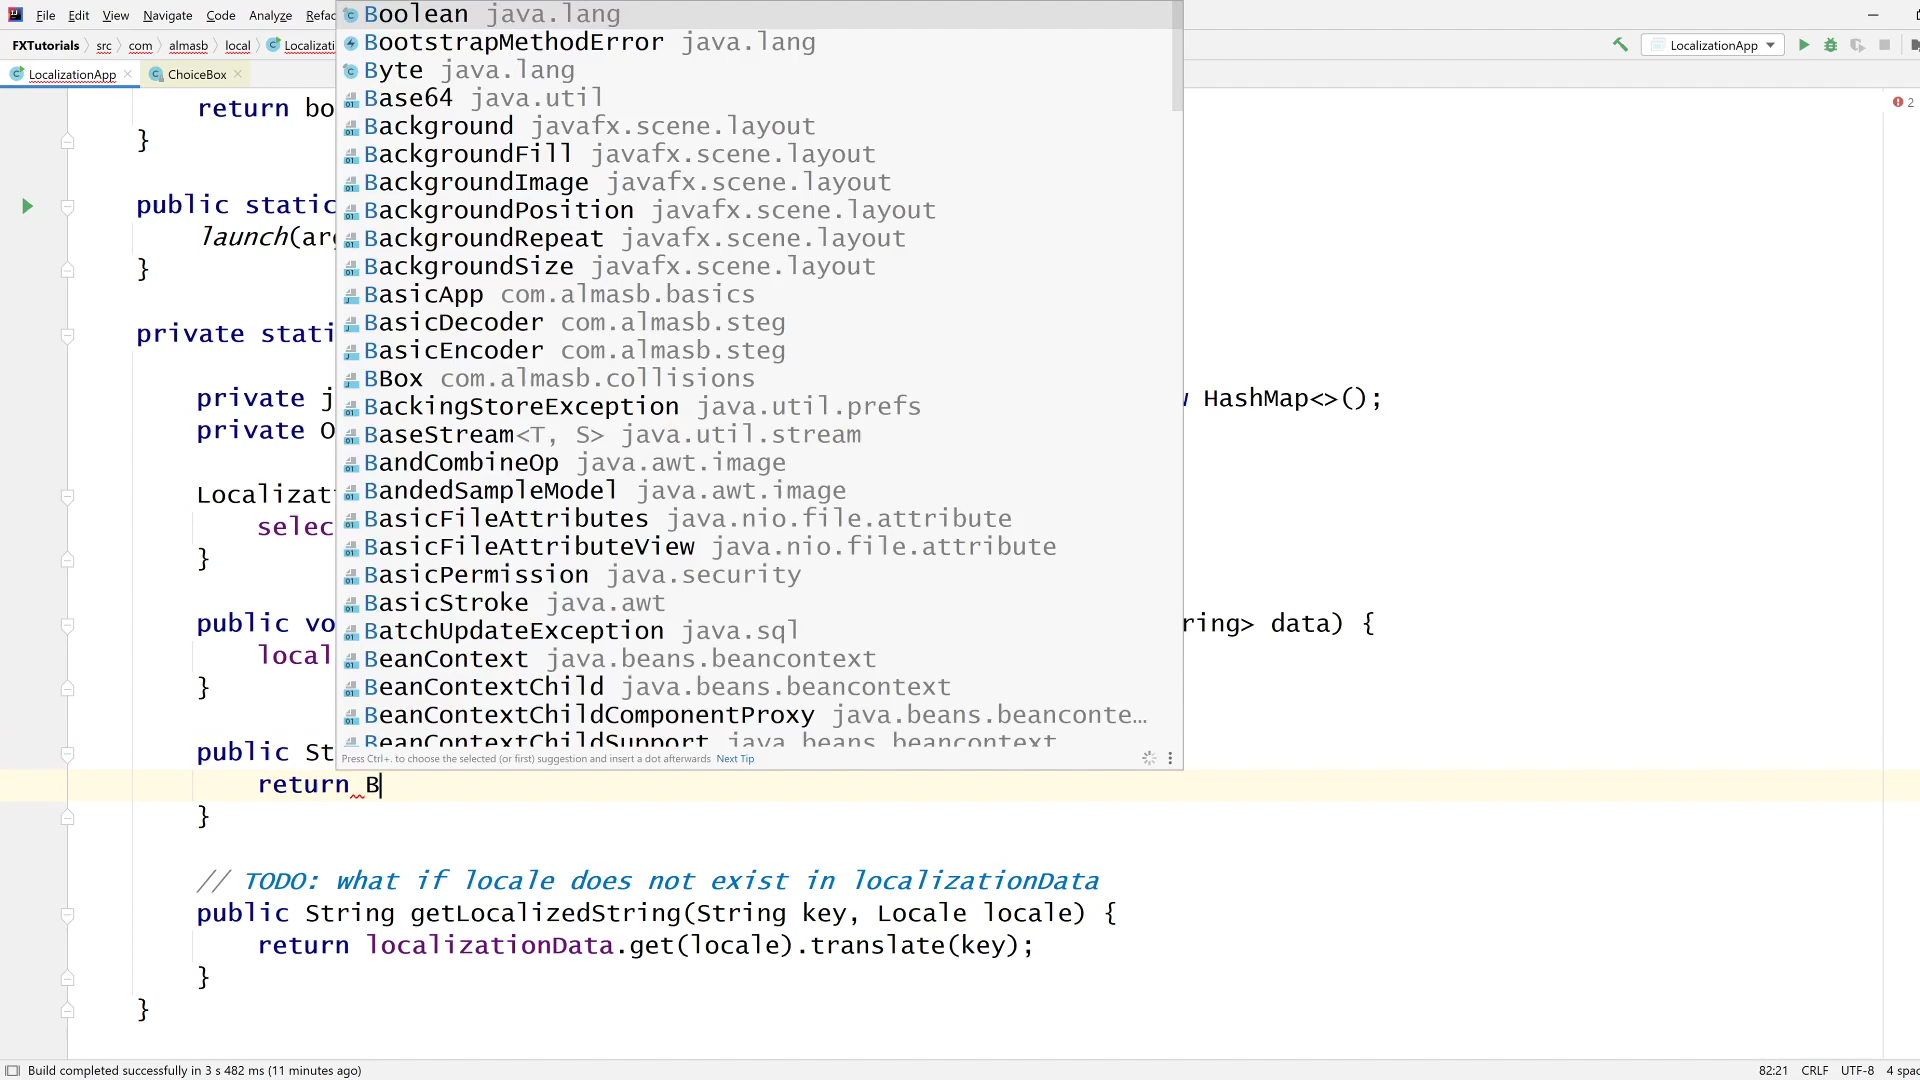 File Edit View Navigate Code Analyze Refac
FXTutorials src com almasb local Localizati
LocalizationApp
LocalizationApp ChoiceBox
2
return bo
}
public static
launch(arg
}
private stati
private j
HashMap<>();
private O
Localizat
selec
}
public vo
ring> data) {
local
}
public St
return B
}
// TODO: what if locale does not exist in localizationData
public String getLocalizedString(String key, Locale locale) {
return localizationData.get(locale).translate(key);
}
}
Boolean java.lang
BootstrapMethodError java.lang
Byte java.lang
Base64 java.util
Background javafx.scene.layout
BackgroundFill javafx.scene.layout
BackgroundImage javafx.scene.layout
BackgroundPosition javafx.scene.layout
BackgroundRepeat javafx.scene.layout
BackgroundSize javafx.scene.layout
BasicApp com.almasb.basics
BasicDecoder com.almasb.steg
BasicEncoder com.almasb.steg
BBox com.almasb.collisions
BackingStoreException java.util.prefs
BaseStream<T, S> java.util.stream
BandCombineOp java.awt.image
BandedSampleModel java.awt.image
BasicFileAttributes java.nio.file.attribute
BasicFileAttributeView java.nio.file.attribute
BasicPermission java.security
BasicStroke java.awt
BatchUpdateException java.sql
BeanContext java.beans.beancontext
BeanContextChild java.beans.beancontext
BeanContextChildComponentProxy java.beans.beanconte…
BeanContextChildSupport java.beans.beancontext
Press Ctrl+. to choose the selected (or first) suggestion and insert a dot afterwards Next Tip
Build completed successfully in 3 s 482 ms (11 minutes ago)
82:21 CRLF UTF-8 4 spac